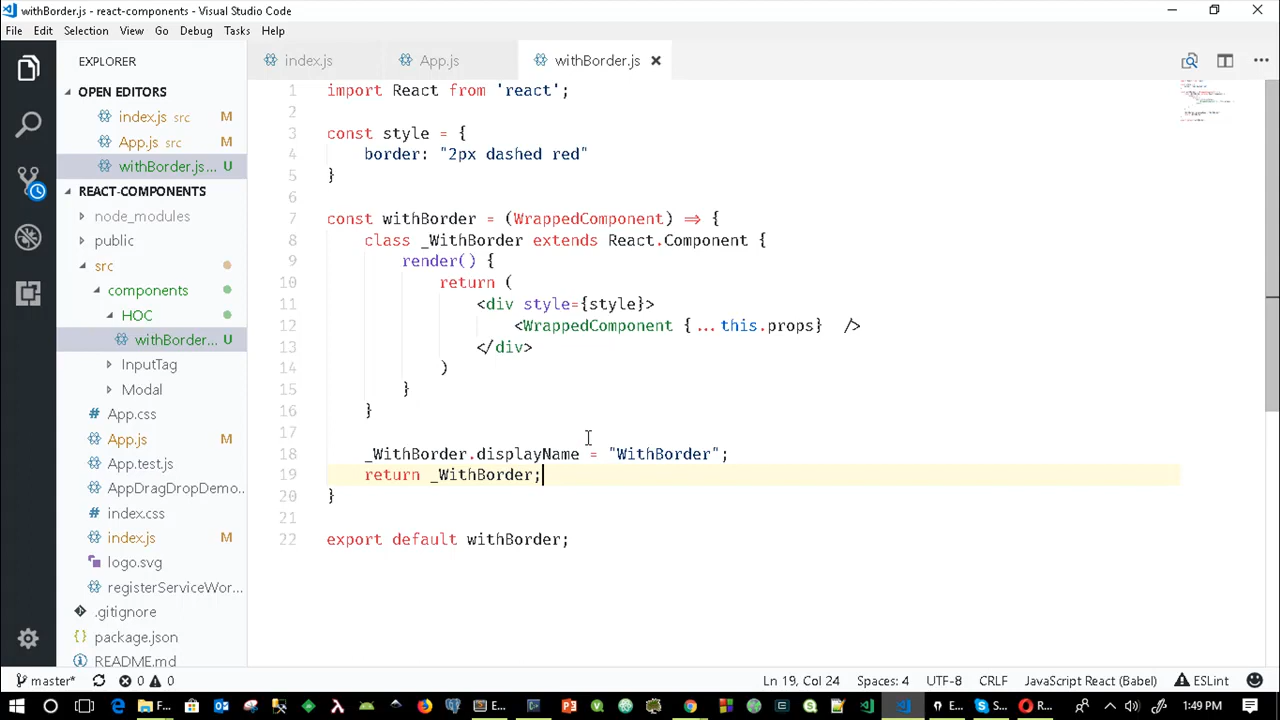 withBorder.js - react-components - Visual Studio Code
File Edit Selection View Go Debug Tasks Help
EXPLORER
OPEN EDITORS
index.js src M
App.js src M
withBorder.js... U
REACT-COMPONENTS
node_modules
public
src
components
HOC
withBorder... U
InputTag
Modal
App.css
App.js M
App.test.js
AppDragDropDemo...
index.css
index.js M
logo.svg
registerServiceWor...
.gitignore
package.json
README.md
index.js App.js withBorder.js
1 import React from 'react';
2
3 const style = {
4 border: "2px dashed red"
5 }
6
7 const withBorder = (WrappedComponent) => {
8 class _WithBorder extends React.Component {
9 render() {
10 return (
11 <div style={style}>
12 <WrappedComponent {...this.props} />
13 </div>
14 )
15 }
16 }
17
18 _WithBorder.displayName = "WithBorder";
19 return _WithBorder;
20 }
21
22 export default withBorder;
master* 0 0 Ln 19, Col 24 Spaces: 4 UTF-8 CRLF JavaScript React (Babel) ESLint
1:49 PM